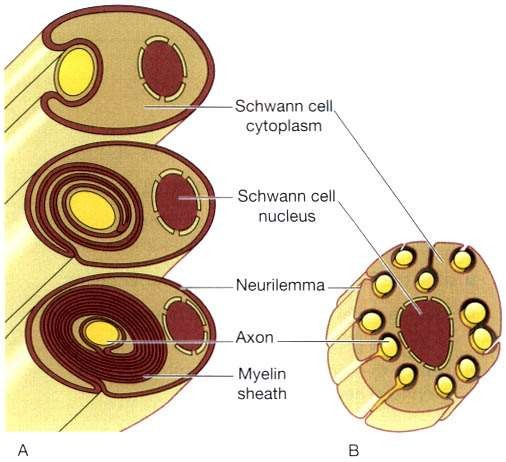 Schwann cell
cytoplasm
Schwann cell
nucleus
Neurilemma
Axon
Myelin
sheath
A
B